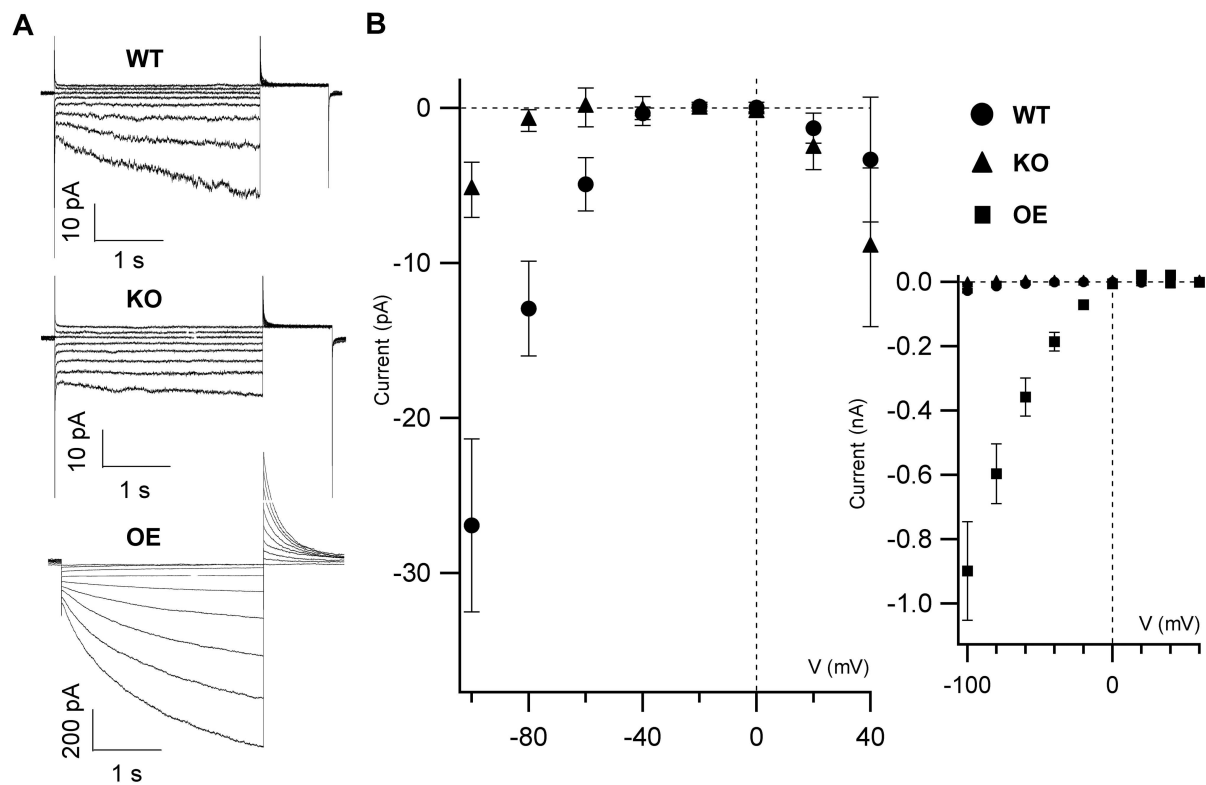 A
WT
10 pA
1 s
KO
10 pA
1 s
OE
200 pA
1 s
B
0
-10
-20
-30
Current (pA)
V (mV)
-80
-40
0
40
WT
KO
OE
0.0
-0.2
-0.4
-0.6
-0.8
-1.0
Current (nA)
V (mV)
-100
0